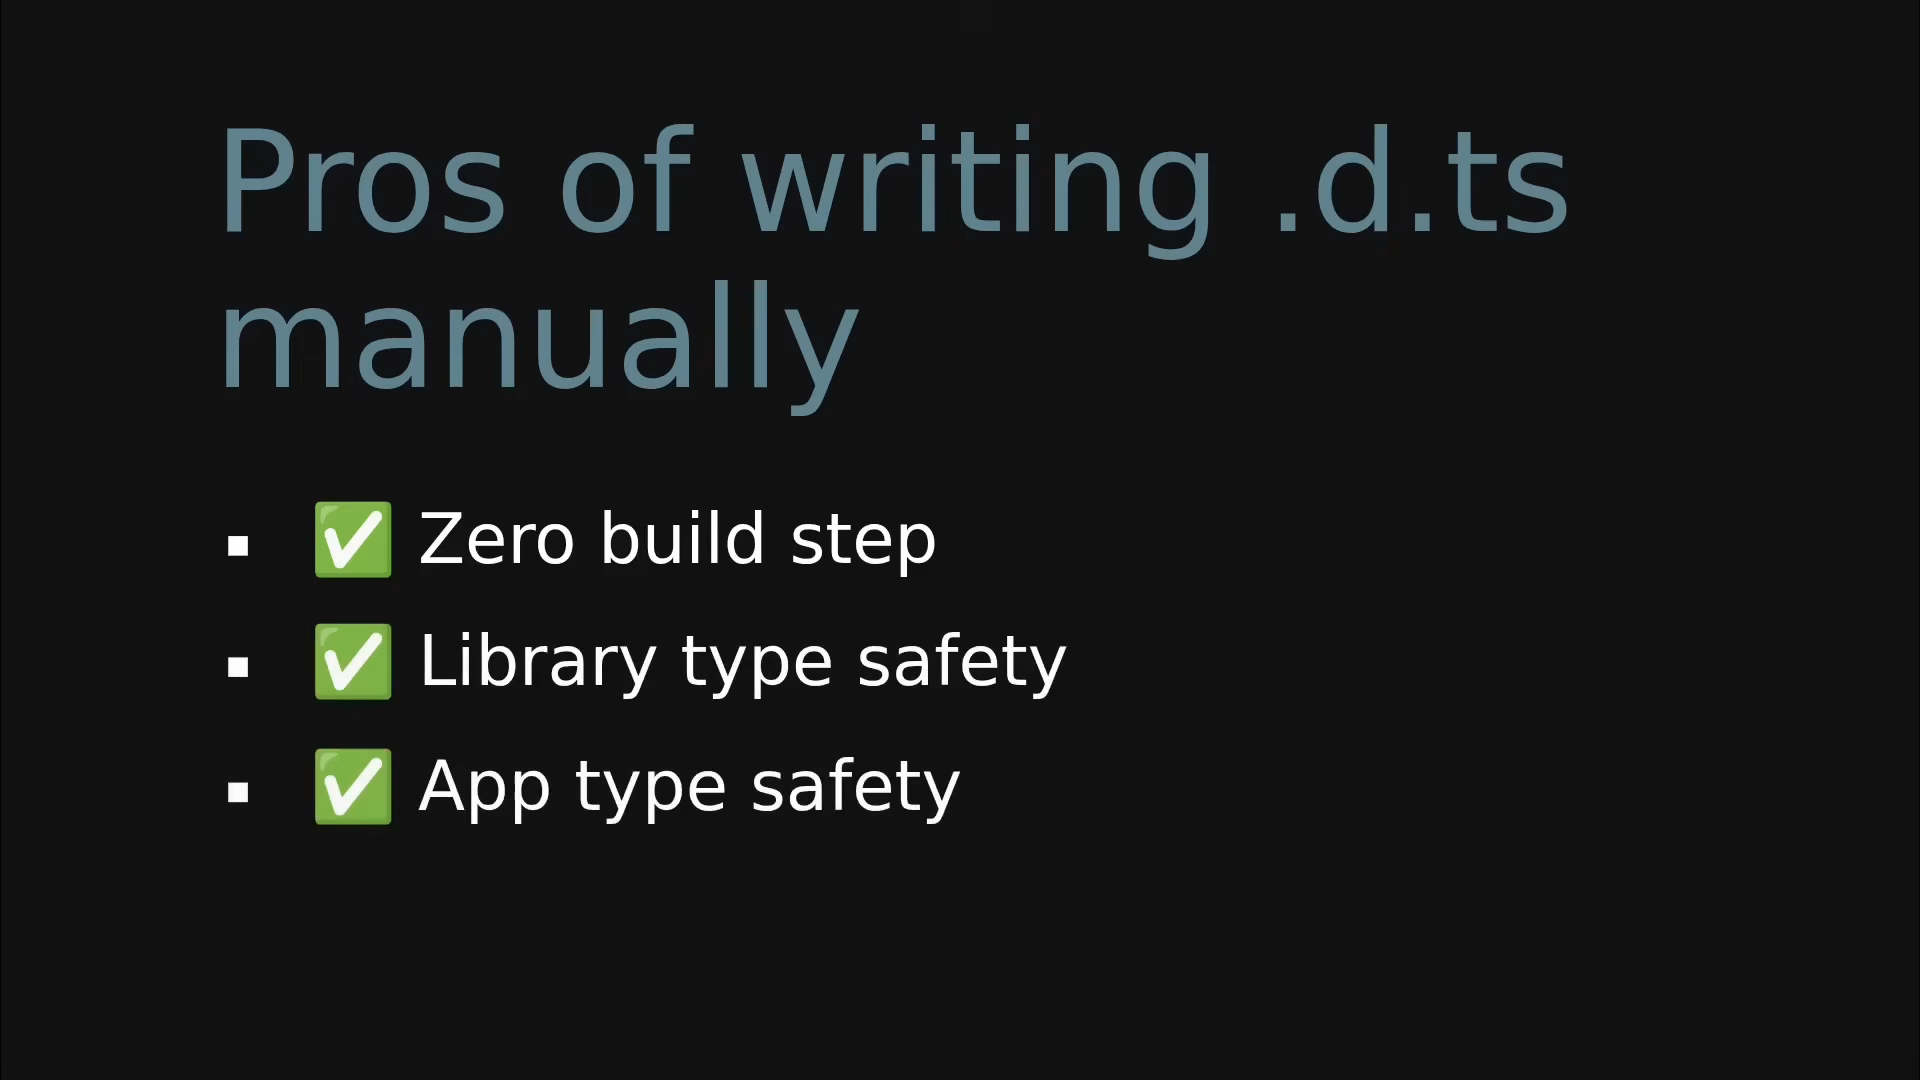 Pros of writing .d.ts
manually
▪ ✅ Zero build step
▪ ✅ Library type safety
▪ ✅ App type safety